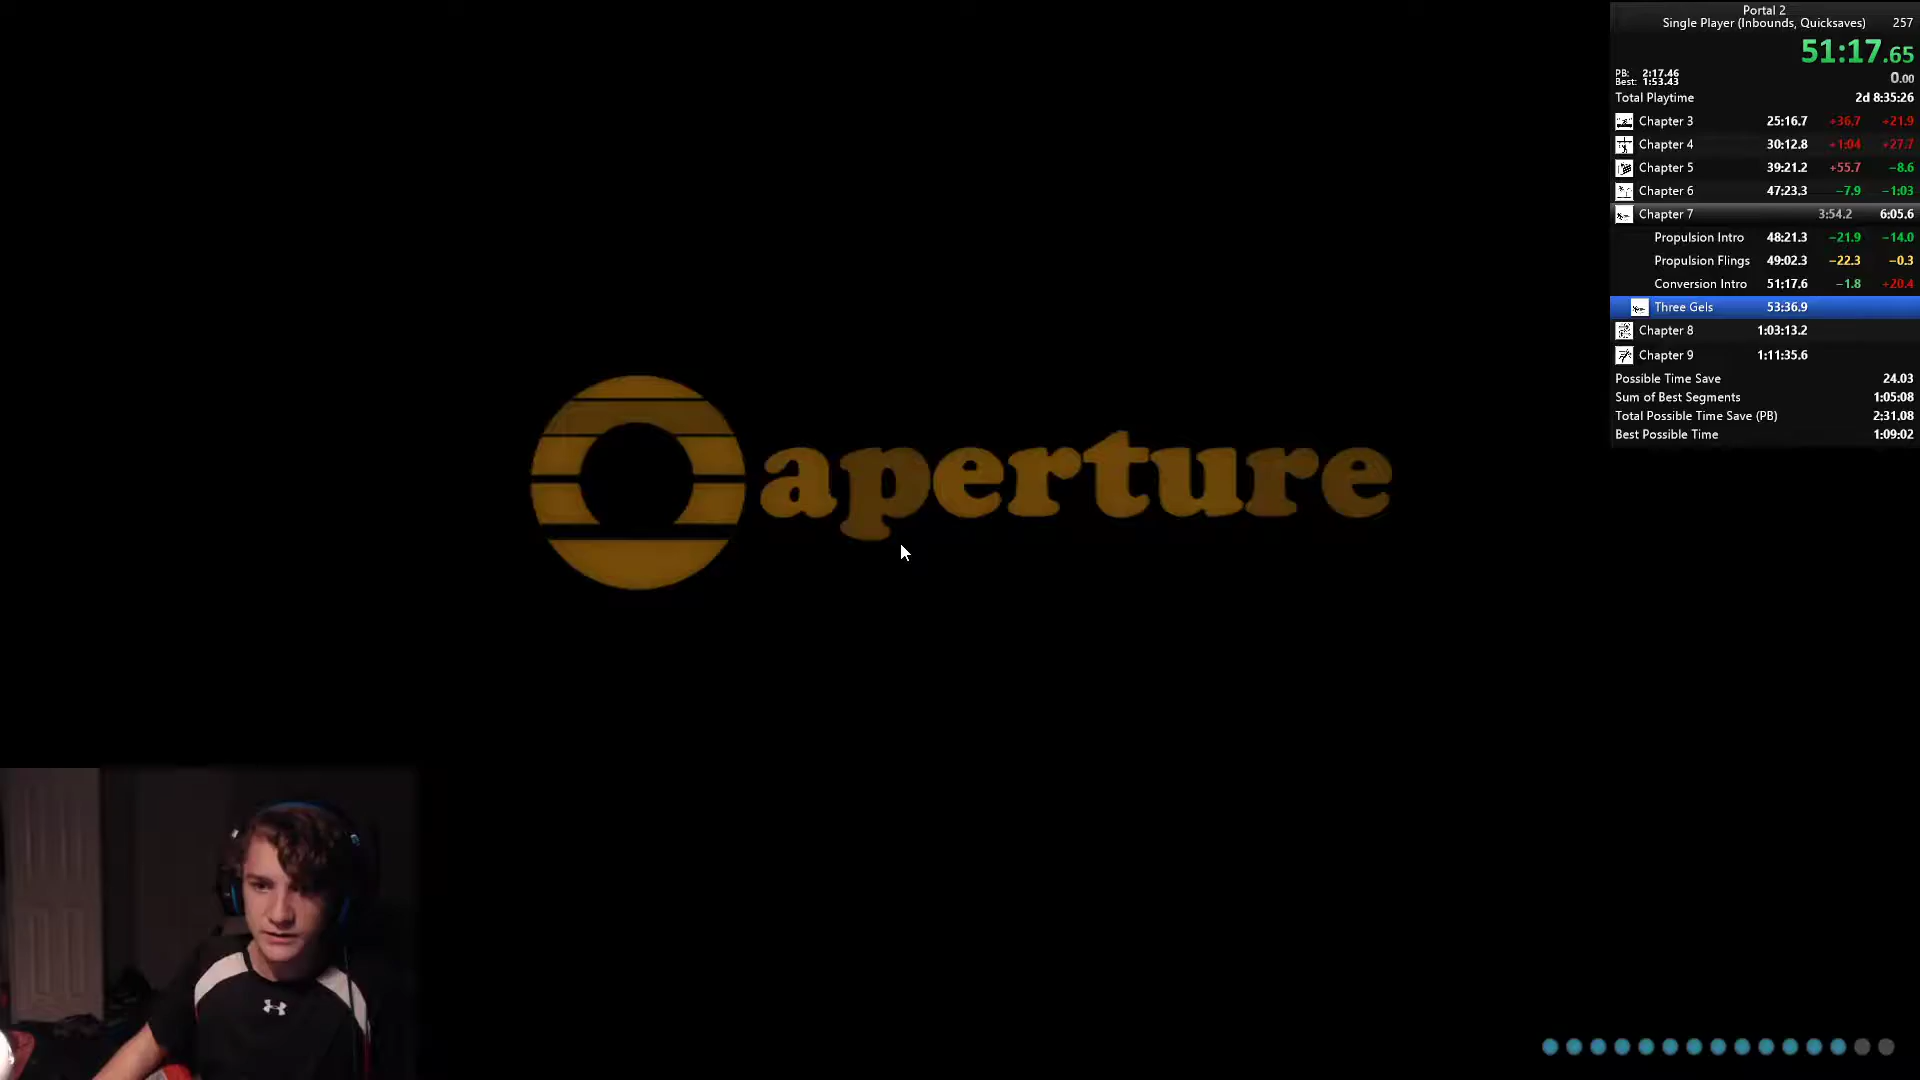 Portal 2
Single Player (Inbounds, Quicksaves) 257
51:17.65
PB: 2:17.46 0.00
Best: 1:53.43
Total Playtime 2d 8:35:26
Chapter 3 25:16.7 +36.7 +21.9
Chapter 4 30:12.8 +1:04 +27.7
Chapter 5 39:21.2 +55.7 −8.6
Chapter 6 47:23.3 −7.9 −1:03
Chapter 7 3:54.2 6:05.6
Propulsion Intro 48:21.3 −21.9 −14.0
Propulsion Flings 49:02.3 −22.3 −0.3
Conversion Intro 51:17.6 −1.8 +20.4
Three Gels 53:36.9
Chapter 8 1:03:13.2
Chapter 9 1:11:35.6
Possible Time Save 24.03
Sum of Best Segments 1:05:08
Total Possible Time Save (PB) 2:31.08
Best Possible Time 1:09:02
aperture